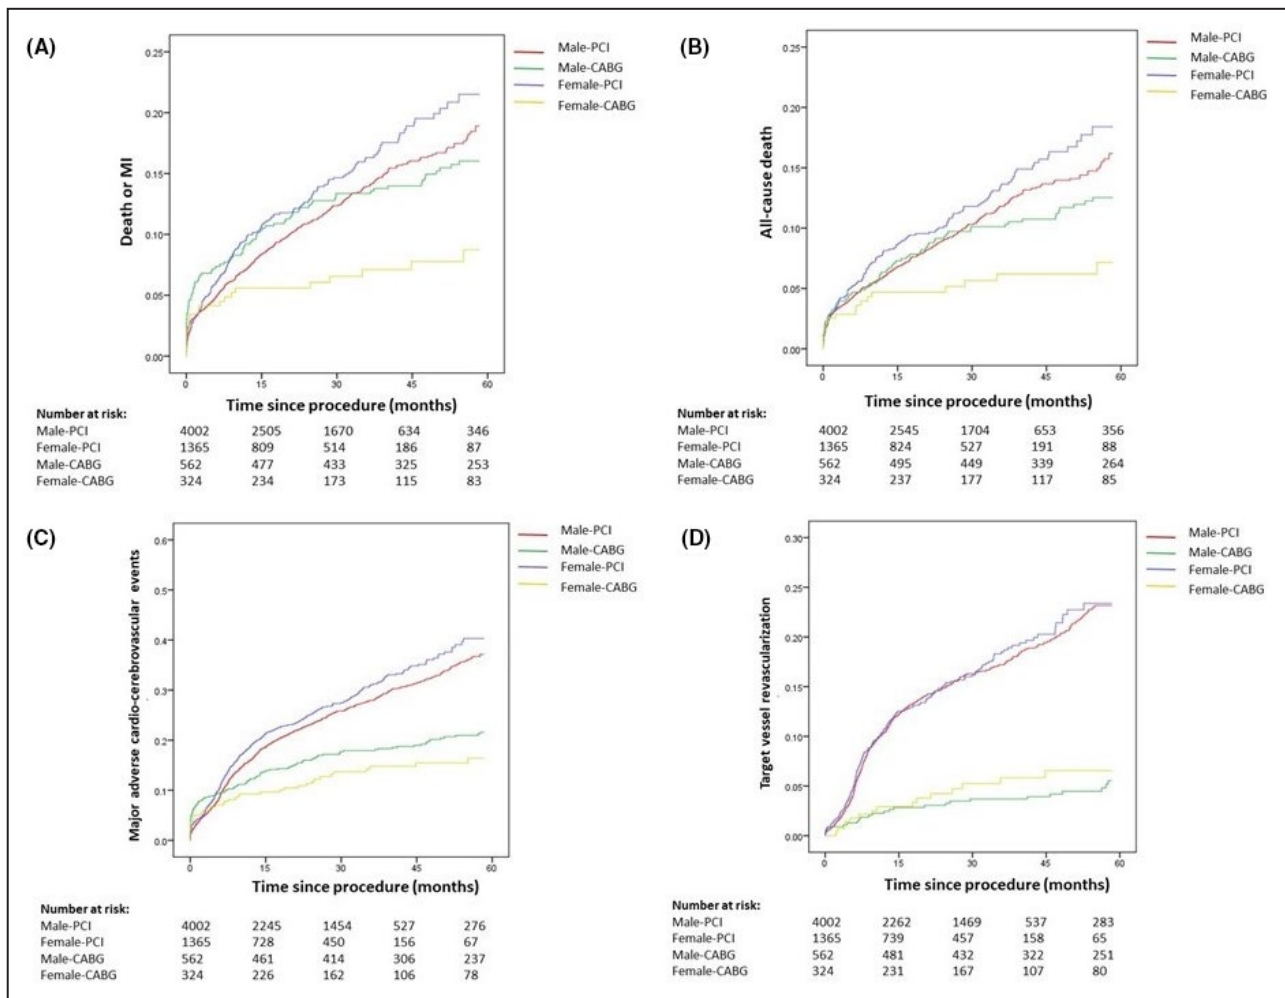 (A)
Death or MI
0.25
0.20
0.15
0.10
0.05
0.00
0 15 30 45 60
Time since procedure (months)
Male-PCI
Male-CABG
Female-PCI
Female-CABG
Number at risk:
Male-PCI 4002 2505 1670 634 346
Female-PCI 1365 809 514 186 87
Male-CABG 562 477 433 325 253
Female-CABG 324 234 173 115 83
(B)
All-cause death
0.25
0.20
0.15
0.10
0.05
0.00
0 15 30 45 60
Time since procedure (months)
Male-PCI
Male-CABG
Female-PCI
Female-CABG
Number at risk:
Male-PCI 4002 2545 1704 653 356
Female-PCI 1365 824 527 191 88
Male-CABG 562 495 449 339 264
Female-CABG 324 237 177 117 85
(C)
Major adverse cardio-cerebrovascular events
0.6
0.5
0.4
0.3
0.2
0.1
0.0
0 15 30 45 60
Time since procedure (months)
Male-PCI
Male-CABG
Female-PCI
Female-CABG
Number at risk:
Male-PCI 4002 2245 1454 527 276
Female-PCI 1365 728 450 156 67
Male-CABG 562 461 414 306 237
Female-CABG 324 226 162 106 78
(D)
Target vessel revascularization
0.30
0.25
0.20
0.15
0.10
0.05
0.00
0 15 30 45 60
Time since procedure (months)
Male-PCI
Male-CABG
Female-PCI
Female-CABG
Number at risk:
Male-PCI 4002 2262 1469 537 283
Female-PCI 1365 739 457 158 65
Male-CABG 562 481 432 322 251
Female-CABG 324 231 167 107 80